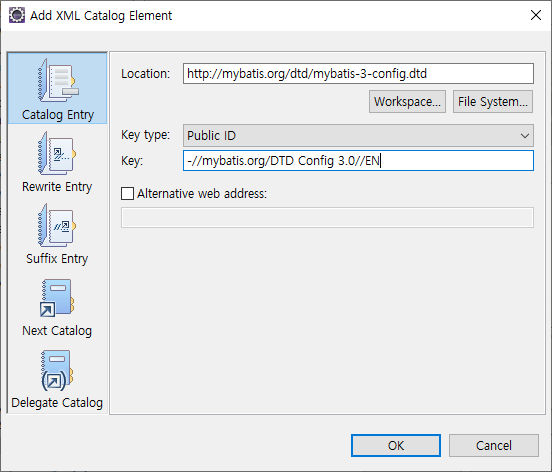 Add XML Catalog Element
Catalog Entry
Rewrite Entry
Suffix Entry
Next Catalog
Delegate Catalog
Location: http://mybatis.org/dtd/mybatis-3-config.dtd
Workspace... File System...
Key type: Public ID
Key: -//mybatis.org/DTD Config 3.0//EN
Alternative web address:
OK Cancel